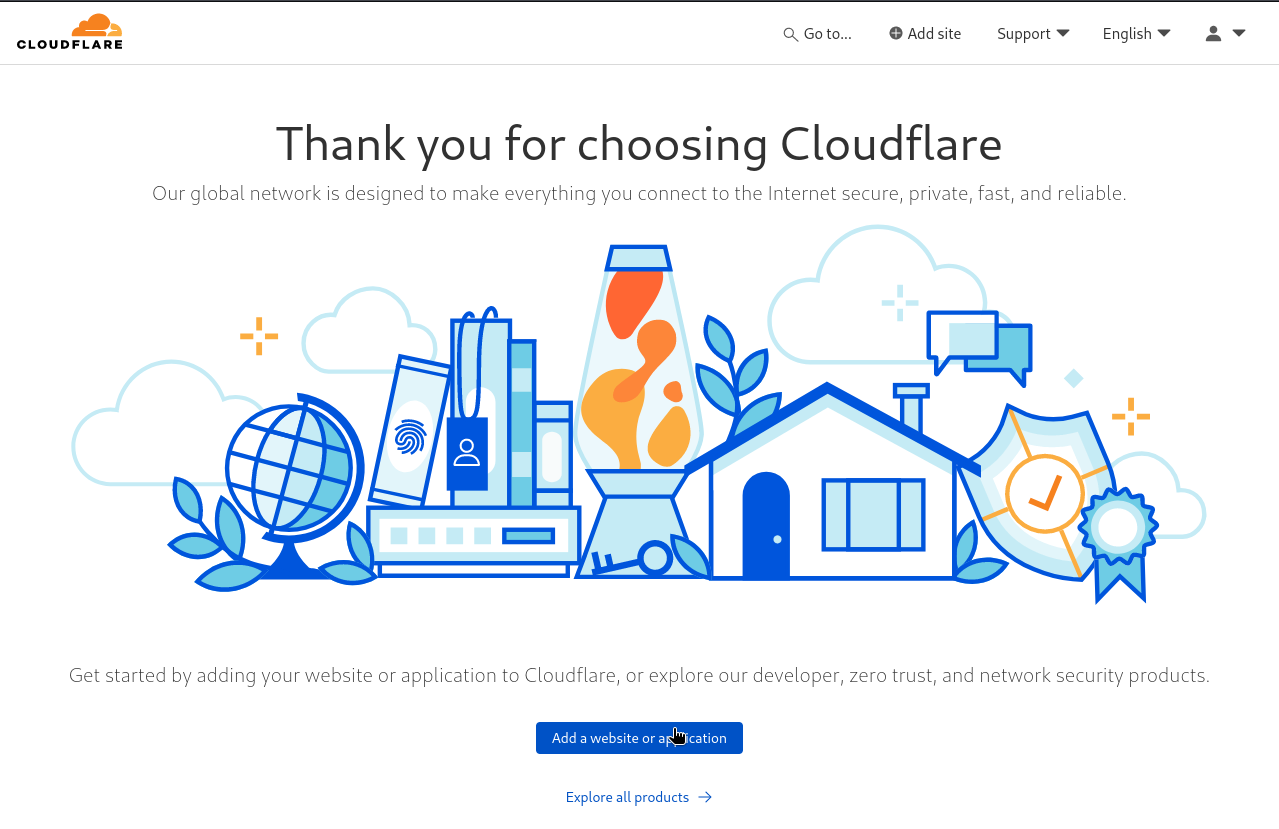 CLOUDFLARE
Go to...
Add site
Support
English
Thank you for choosing Cloudflare
Our global network is designed to make everything you connect to the Internet secure, private, fast, and reliable.
Get started by adding your website or application to Cloudflare, or explore our developer, zero trust, and network security products.
Add a website or application
Explore all products